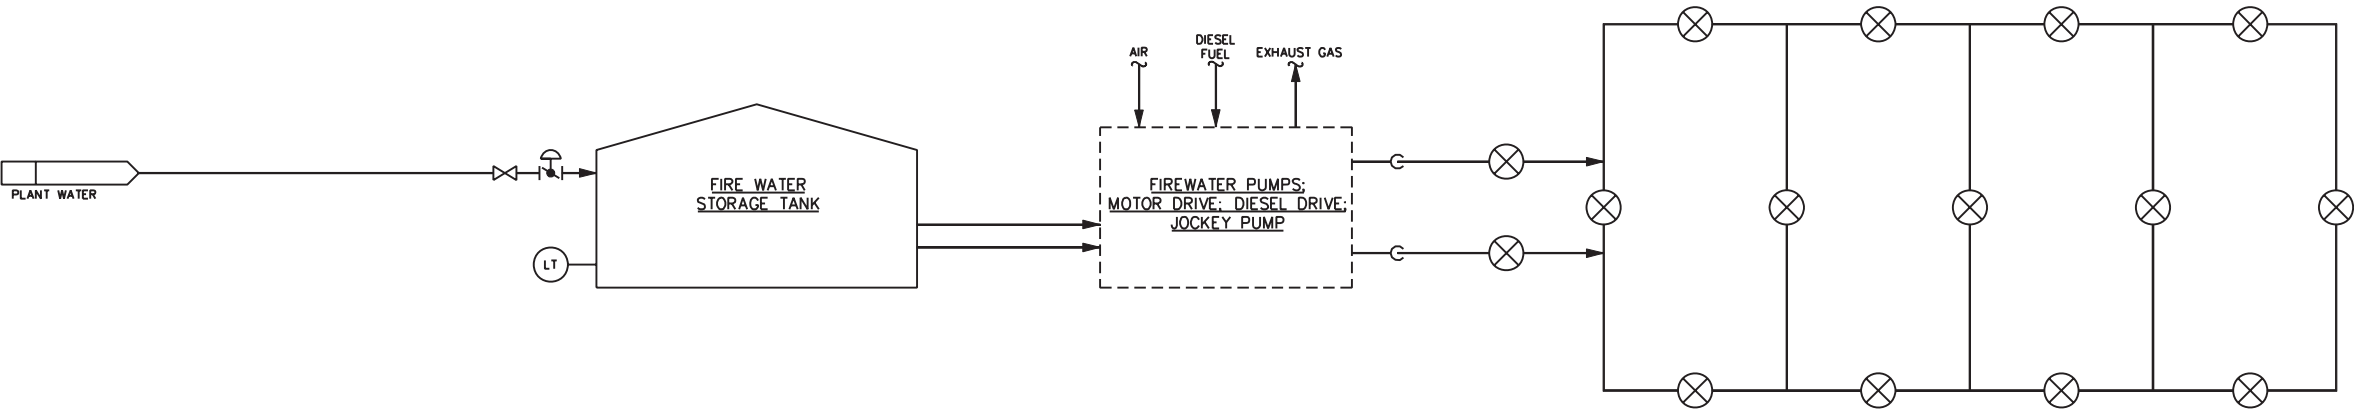 PLANT WATER
FIRE WATER
STORAGE TANK
LT
AIR
DIESEL
FUEL
EXHAUST GAS
FIREWATER PUMPS;
MOTOR DRIVE; DIESEL DRIVE;
JOCKEY PUMP